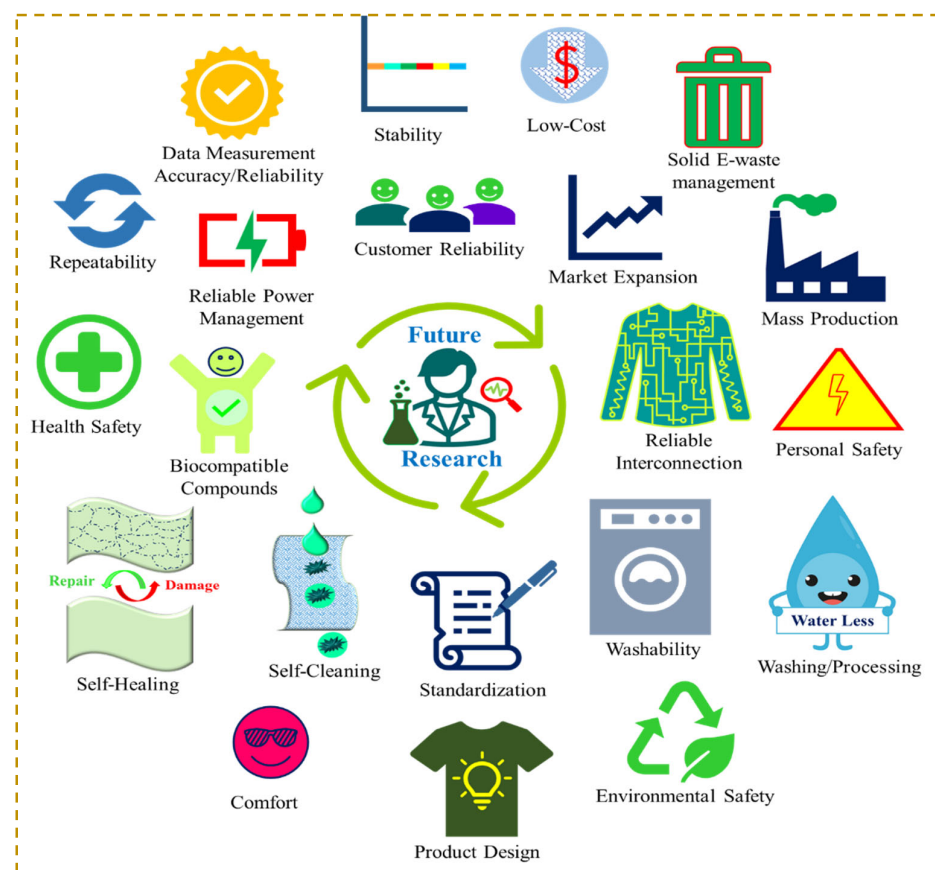 Stability
$
Low-Cost
Data Measurement
Accuracy/Reliability
Solid E-waste
management
Repeatability
Reliable Power
Management
Customer Reliability
Market Expansion
Mass Production
Future
Research
Health Safety
Biocompatible
Compounds
Reliable
Interconnection
Personal Safety
Repair
Damage
Self-Healing
Self-Cleaning
Standardization
Washability
Water Less
Washing/Processing
Comfort
Product Design
Environmental Safety